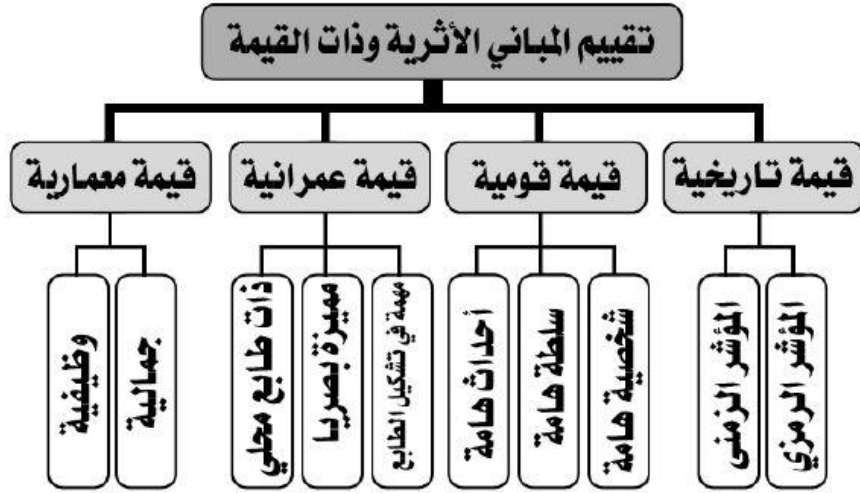 تقييم المباني الأثرية وذات القيمة
قيمة تاريخية
قيمة قومية
قيمة عمرانية
قيمة معمارية
المؤشر الرمزي
المؤشر الزمنى
شخصية هامة
سلطة هامة
أحداث هامة
مهمة في تشكيل الطابع
مميزة بصريا
ذات طابع محلي
جمالية
وظيفية